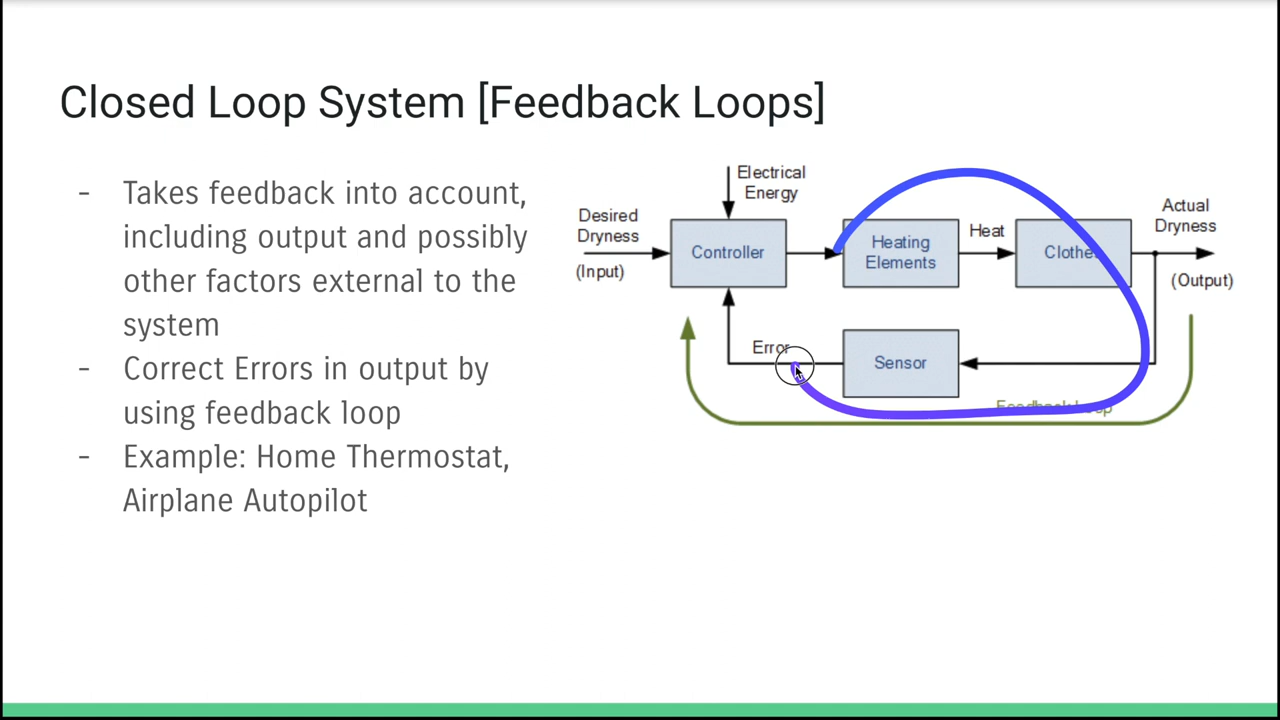 Closed Loop System [Feedback Loops]
- Takes feedback into account,
including output and possibly
other factors external to the
system
- Correct Errors in output by
using feedback loop
- Example: Home Thermostat,
Airplane Autopilot
Electrical
Energy
Desired
Dryness
(Input)
Controller
Heating
Elements
Heat
Clothes
Actual
Dryness
(Output)
Error
Sensor
Feedback Loop